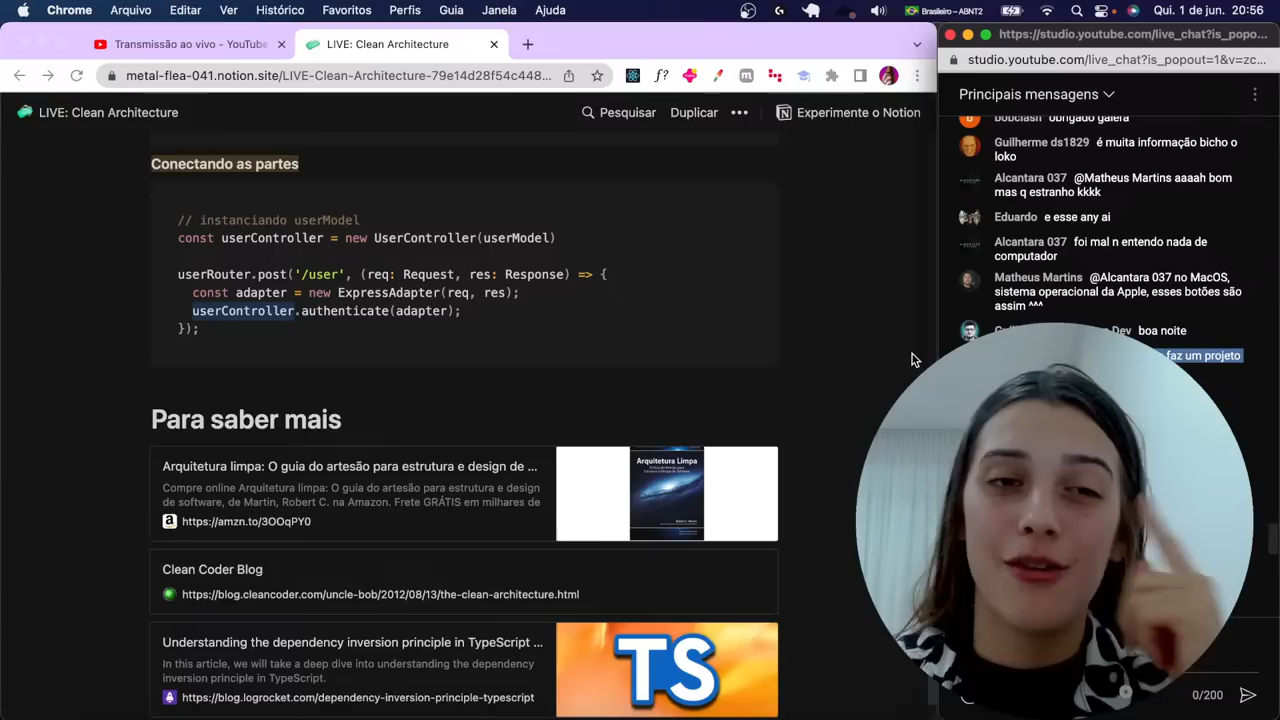 Chrome Arquivo Editar Ver Histórico Favoritos Perfis Guia Janela Ajuda
Brasileiro – ABNT2 Qui. 1 de jun. 20:56
Transmissão ao vivo - YouTube
LIVE: Clean Architecture
https://studio.youtube.com/live_chat?is_popo...
metal-flea-041.notion.site/LIVE-Clean-Architecture-79e14d28f54c448...
studio.youtube.com/live_chat?is_popout=1&v=zc...
LIVE: Clean Architecture
Pesquisar Duplicar ••• Experimente o Notion
Conectando as partes
// instanciando userModel
const userController = new UserController(userModel)
userRouter.post('/user', (req: Request, res: Response) => {
const adapter = new ExpressAdapter(req, res);
userController.authenticate(adapter);
});
Para saber mais
Arquitetura limpa: O guia do artesão para estrutura e design de ...
Compre online Arquitetura limpa: O guia do artesão para estrutura e design
de software, de Martin, Robert C. na Amazon. Frete GRÁTIS em milhares de
https://amzn.to/3OOqPY0
Arquitetura Limpa
Clean Coder Blog
https://blog.cleancoder.com/uncle-bob/2012/08/13/the-clean-architecture.html
Understanding the dependency inversion principle in TypeScript ...
In this article, we will take a deep dive into understanding the dependency
inversion principle in TypeScript.
https://blog.logrocket.com/dependency-inversion-principle-typescript
TS
Principais mensagens
bobclash obrigado galera
Guilherme ds1829 é muita informação bicho o
loko
Alcantara 037 @Matheus Martins aaaah bom
mas q estranho kkkk
Eduardo e esse any ai
Alcantara 037 foi mal n entendo nada de
computador
Matheus Martins @Alcantara 037 no MacOS,
sistema operacional da Apple, esses botões são
assim ^^^
Dev boa noite
faz um projeto
0/200